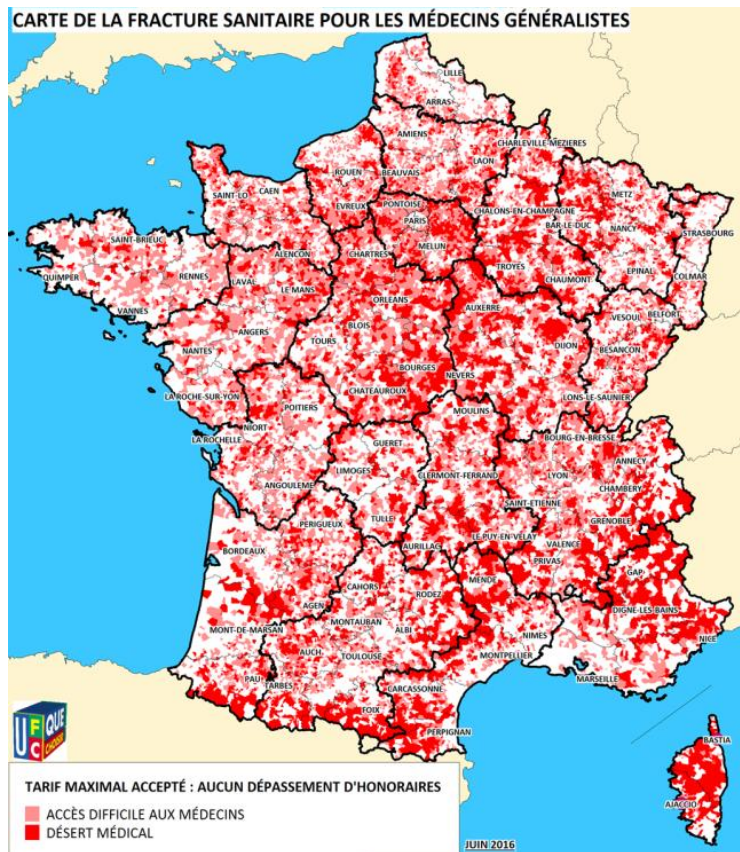 CARTE DE LA FRACTURE SANITAIRE POUR LES MÉDECINS GÉNÉRALISTES
LILLE
ARRAS
AMIENS
CHARLEVILLE-MÉZIERES
ROUEN
BEAUVAIS
LAON
SAINT-LO
CAEN
EVREUX
PONTOISE
PARIS
METZ
CHALONS-EN-CHAMPAGNE
BAR-LE-DUC
NANCY
STRASBOURG
SAINT-BRIEUC
ALENCON
CHARTRES
MELUN
TROYES
EPINAL
QUIMPER
RENNES
LAVAL
LE MANS
CHAUMONT
COLMAR
VANNES
ORLEANS
AUXERRE
BELFORT
VESOUL
ANGERS
BLOIS
DIJON
NANTES
TOURS
BESANCON
BOURGES
NEVERS
LA ROCHE-SUR-YON
CHATEAUROUX
LONS-LE-SAUNIER
POITIERS
MOULINS
NIORT
LA ROCHELLE
GUERET
BOURG-EN-BRESSE
ANNECY
LIMOGES
CLERMONT-FERRAND
LYON
ANGOULEME
CHAMBERY
SAINT-ETIENNE
TULLE
PERIGUEUX
GRENOBLE
LE PUY-EN-VELAY
AURILLAC
VALENCE
BORDEAUX
PRIVAS
GAP
CAHORS
MENDE
RODEZ
AGEN
DIGNE-LES-BAINS
MONTAUBAN
MONT-DE-MARSAN
ALBI
NIMES
NICE
AUCH
TOULOUSE
MONTPELLIER
MARSEILLE
PAU
TARBES
CARCASSONNE
FOIX
PERPIGNAN
BASTIA
AJACCIO
UFC
QUE
CHOISIR
TARIF MAXIMAL ACCEPTÉ : AUCUN DÉPASSEMENT D'HONORAIRES
ACCÈS DIFFICILE AUX MÉDECINS
DÉSERT MÉDICAL
JUIN 2016